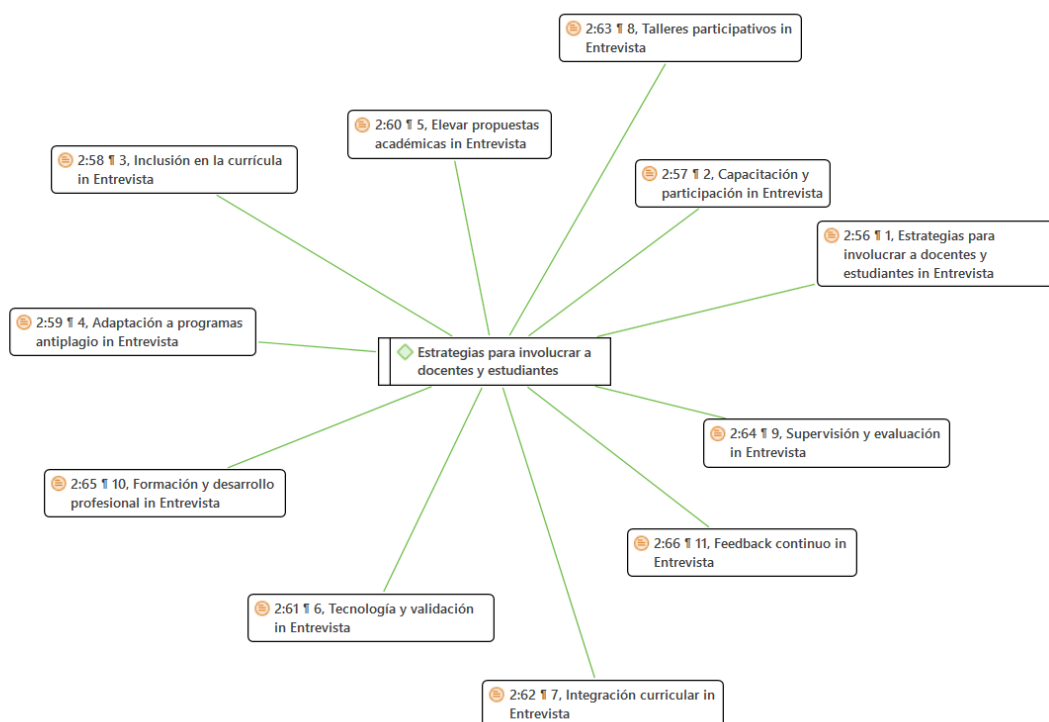 2:63 ¶ 8, Talleres participativos in
Entrevista
2:60 ¶ 5, Elevar propuestas
académicas in Entrevista
2:58 ¶ 3, Inclusión en la currícula
in Entrevista
2:57 ¶ 2, Capacitación y
participación in Entrevista
2:56 ¶ 1, Estrategias para
involucrar a docentes y
estudiantes in Entrevista
2:59 ¶ 4, Adaptación a programas
antiplagio in Entrevista
Estrategias para involucrar a
docentes y estudiantes
2:64 ¶ 9, Supervisión y evaluación
in Entrevista
2:65 ¶ 10, Formación y desarrollo
profesional in Entrevista
2:66 ¶ 11, Feedback continuo in
Entrevista
2:61 ¶ 6, Tecnología y validación
in Entrevista
2:62 ¶ 7, Integración curricular in
Entrevista